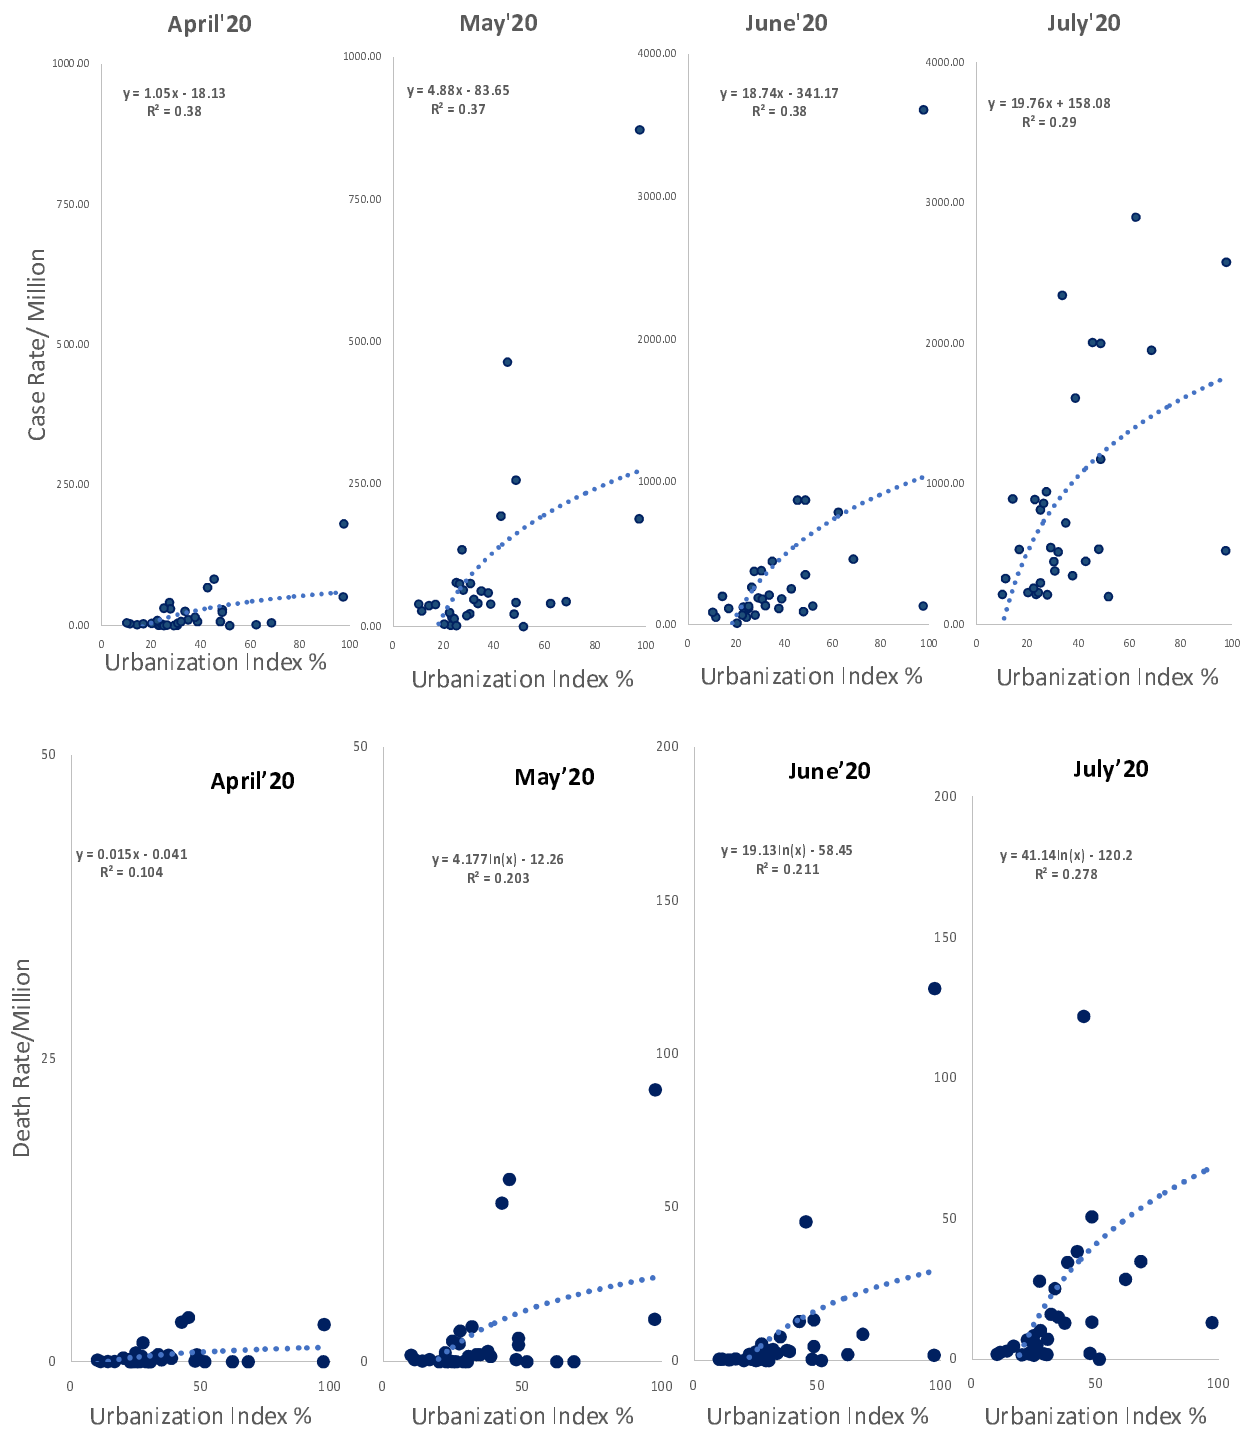 April'20
May'20
June'20
July'20
Case Rate/ Million
1000.00
750.00
500.00
250.00
0.00
y = 1.05x - 18.13
R² = 0.38
0 20 40 60 80 100
Urbanization Index %
1000.00
750.00
500.00
250.00
0.00
y = 4.88x - 83.65
R² = 0.37
0 20 40 60 80 100
Urbanization Index %
4000.00
3000.00
2000.00
1000.00
0.00
y = 18.74x - 341.17
R² = 0.38
0 20 40 60 80 100
Urbanization Index %
4000.00
3000.00
2000.00
1000.00
0.00
y = 19.76x + 158.08
R² = 0.29
0 20 40 60 80 100
Urbanization Index %
Death Rate/Million
April’20
50
25
0
y = 0.015x - 0.041
R² = 0.104
0 50 100
Urbanization Index %
May’20
50
25
0
y = 4.177ln(x) - 12.26
R² = 0.203
0 50 100
Urbanization Index %
June’20
200
150
100
50
0
y = 19.13ln(x) - 58.45
R² = 0.211
0 50 100
Urbanization Index %
July’20
200
150
100
50
0
y = 41.14ln(x) - 120.2
R² = 0.278
0 50 100
Urbanization Index %